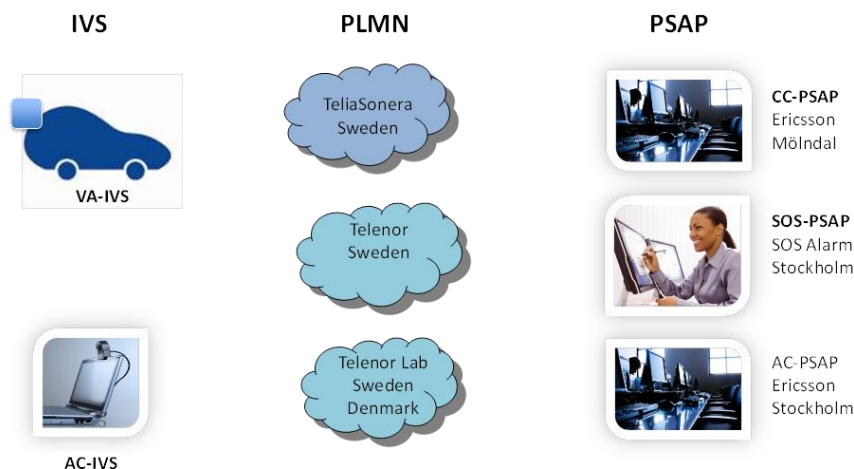 IVS
PLMN
PSAP
VA-IVS
AC-IVS
TeliaSonera
Sweden
Telenor
Sweden
Telenor Lab
Sweden
Denmark
CC-PSAP
Ericsson
Mölndal
SOS-PSAP
SOS Alarm
Stockholm
AC-PSAP
Ericsson
Stockholm